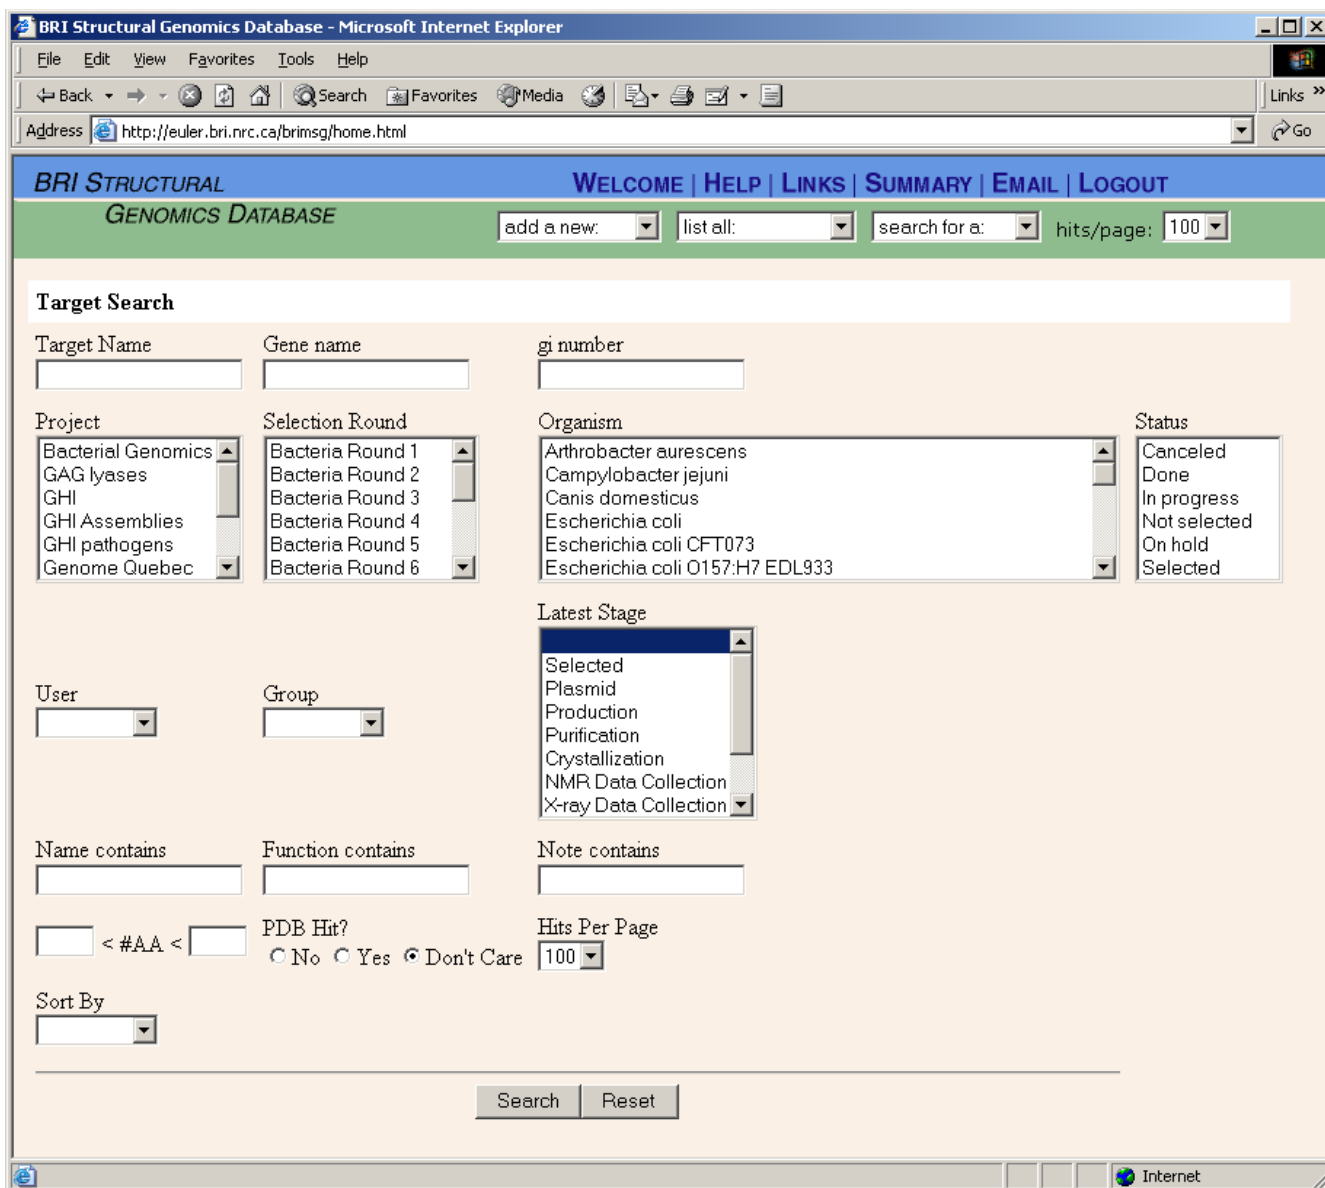 BRI Structural Genomics Database - Microsoft Internet Explorer
File Edit View Favorites Tools Help
Back Search Favorites Media Links »
Address http://euler.bri.nrc.ca/brimsg/home.html Go
BRI STRUCTURAL WELCOME | HELP | LINKS | SUMMARY | EMAIL | LOGOUT
GENOMICS DATABASE
add a new: list all: search for a: hits/page: 100
Target Search
Target Name Gene name gi number
Project Selection Round Organism Status
Bacterial Genomics Bacteria Round 1 Arthrobacter aurescens Canceled
GAG lyases Bacteria Round 2 Campylobacter jejuni Done
GHI Bacteria Round 3 Canis domesticus In progress
GHI Assemblies Bacteria Round 4 Escherichia coli Not selected
GHI pathogens Bacteria Round 5 Escherichia coli CFT073 On hold
Genome Quebec Bacteria Round 6 Escherichia coli O157:H7 EDL933 Selected
Latest Stage
Selected
Plasmid
User Group
Production
Purification
Crystallization
NMR Data Collection
X-ray Data Collection
Name contains Function contains Note contains
< #AA < PDB Hit? Hits Per Page
No Yes Don't Care 100
Sort By
Search Reset
Internet